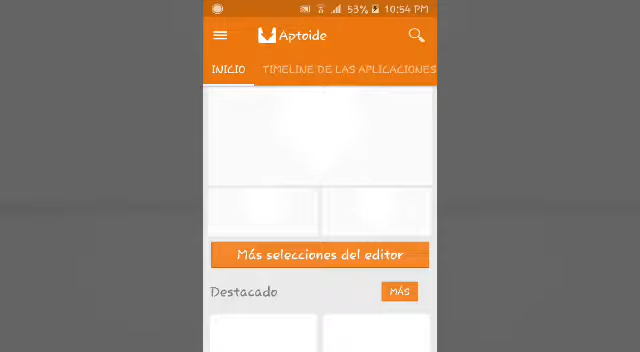 53% 10:54 PM
Aptoide
INICIO TIMELINE DE LAS APLICACIONES
Más selecciones del editor
Destacado MÁS